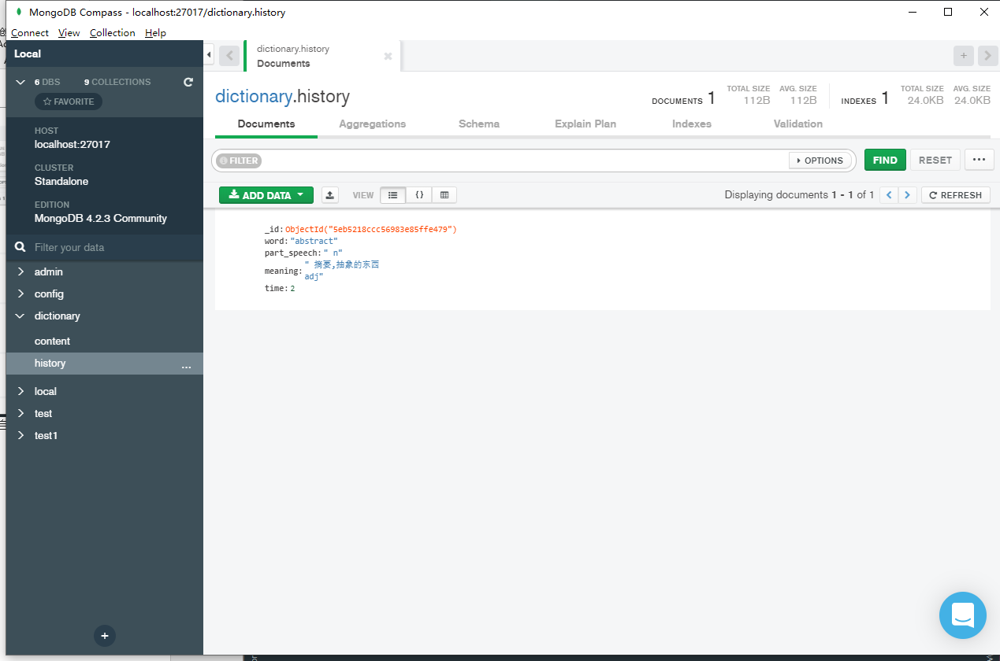 MongoDB Compass - localhost:27017/dictionary.history
Connect View Collection Help
Local
6 DBS 9 COLLECTIONS
FAVORITE
HOST
localhost:27017
CLUSTER
Standalone
EDITION
MongoDB 4.2.3 Community
Filter your data
admin
config
dictionary
content
history ...
local
test
test1
+
dictionary.history
Documents
dictionary.history
DOCUMENTS 1 TOTAL SIZE 112B AVG. SIZE 112B INDEXES 1 TOTAL SIZE 24.0KB AVG. SIZE 24.0KB
Documents Aggregations Schema Explain Plan Indexes Validation
FILTER OPTIONS FIND RESET ...
ADD DATA VIEW {} Displaying documents 1 - 1 of 1 < > REFRESH
_id: ObjectId("5eb5218ccc56983e85ffe479")
word: "abstract"
part_speech: " n"
meaning: " 摘要,抽象的东西
adj"
time: 2